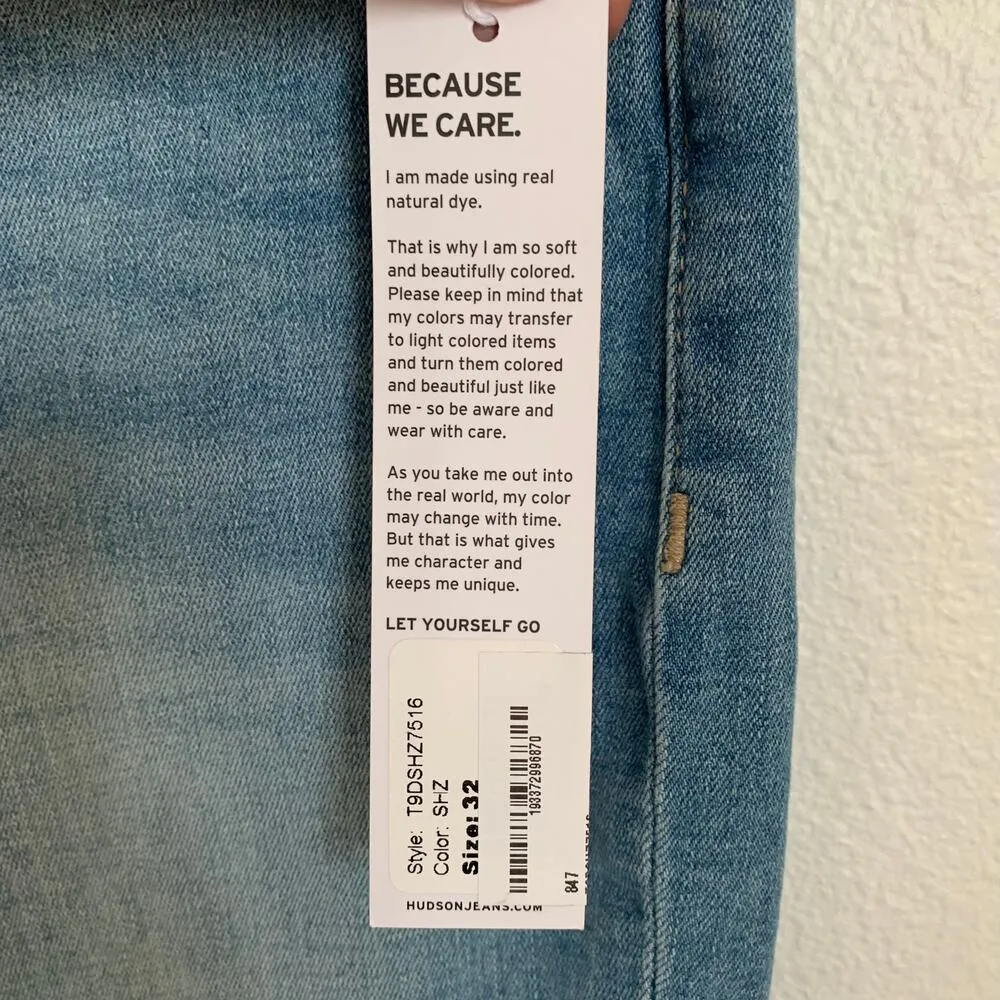 BECAUSE
WE CARE.
I am made using real
natural dye.
That is why I am so soft
and beautifully colored.
Please keep in mind that
my colors may transfer
to light colored items
and turn them colored
and beautiful just like
me - so be aware and
wear with care.
As you take me out into
the real world, my color
may change with time.
But that is what gives
me character and
keeps me unique.
LET YOURSELF GO
Style: T9DSHZ7516
Color: SHZ
Size: 32
193372996870
847
HUDSONJEANS.COM